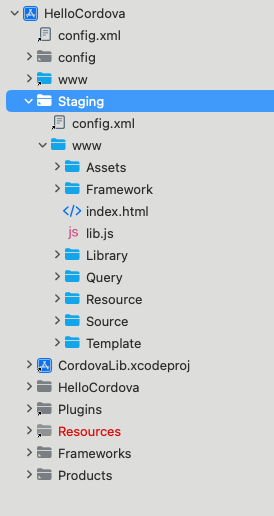 HelloCordova
config.xml
config
www
Staging
config.xml
www
Assets
Framework
</> index.html
js lib.js
Library
Query
Resource
Source
Template
CordovaLib.xcodeproj
HelloCordova
Plugins
Resources
Frameworks
Products